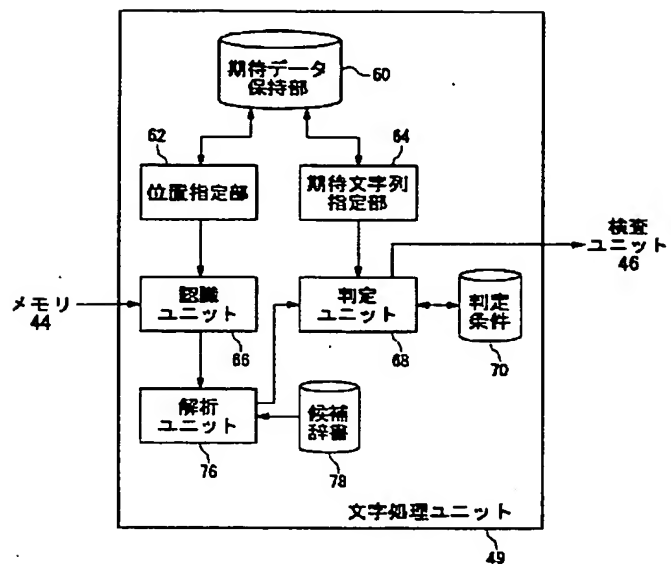 期待データ
保持部
60
62
位置指定部
64
期待文字列
指定部
検査
ユニット
46
メモリ
44
認識
ユニット
66
判定
ユニット
68
判定
条件
70
解析
ユニット
76
候補
辞書
78
文字処理ユニット
49